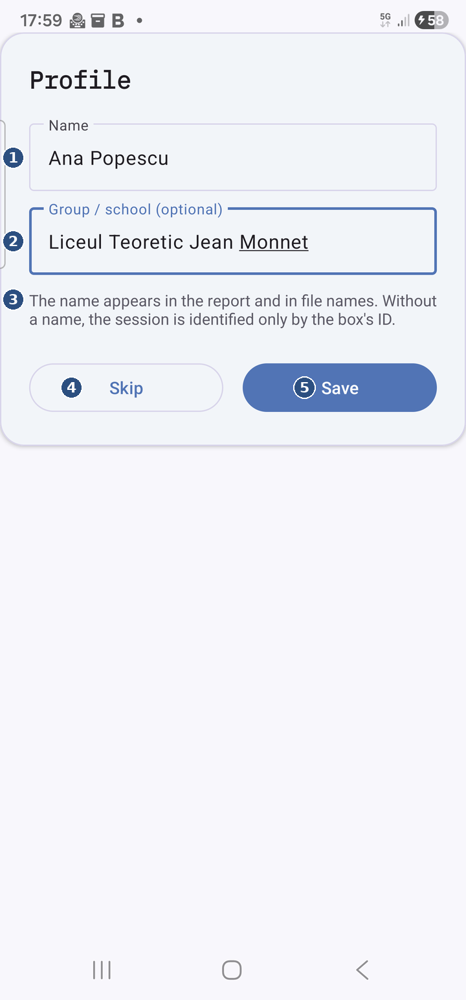 17:59 B • 5G 58
Profile
Name
1 Ana Popescu
Group / school (optional)
2 Liceul Teoretic Jean Monnet
3 The name appears in the report and in file names. Without
a name, the session is identified only by the box's ID.
4 Skip 5 Save